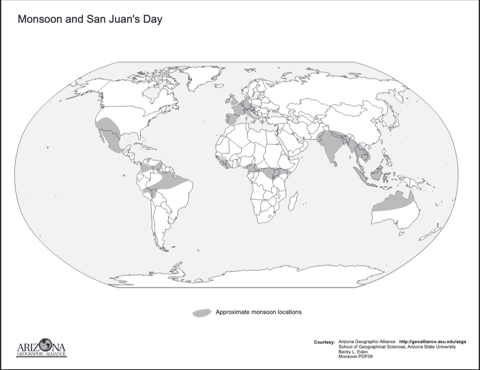 Monsoon and San Juan's Day
Approximate monsoon locations
ARIZONA
GEOGRAPHIC ALLIANCE
Courtesy: Arizona Geographic Alliance http://geoalliance.asu.edu/azga
School of Geographical Sciences, Arizona State University
Becky L. Eden
Monsoon.PDF09